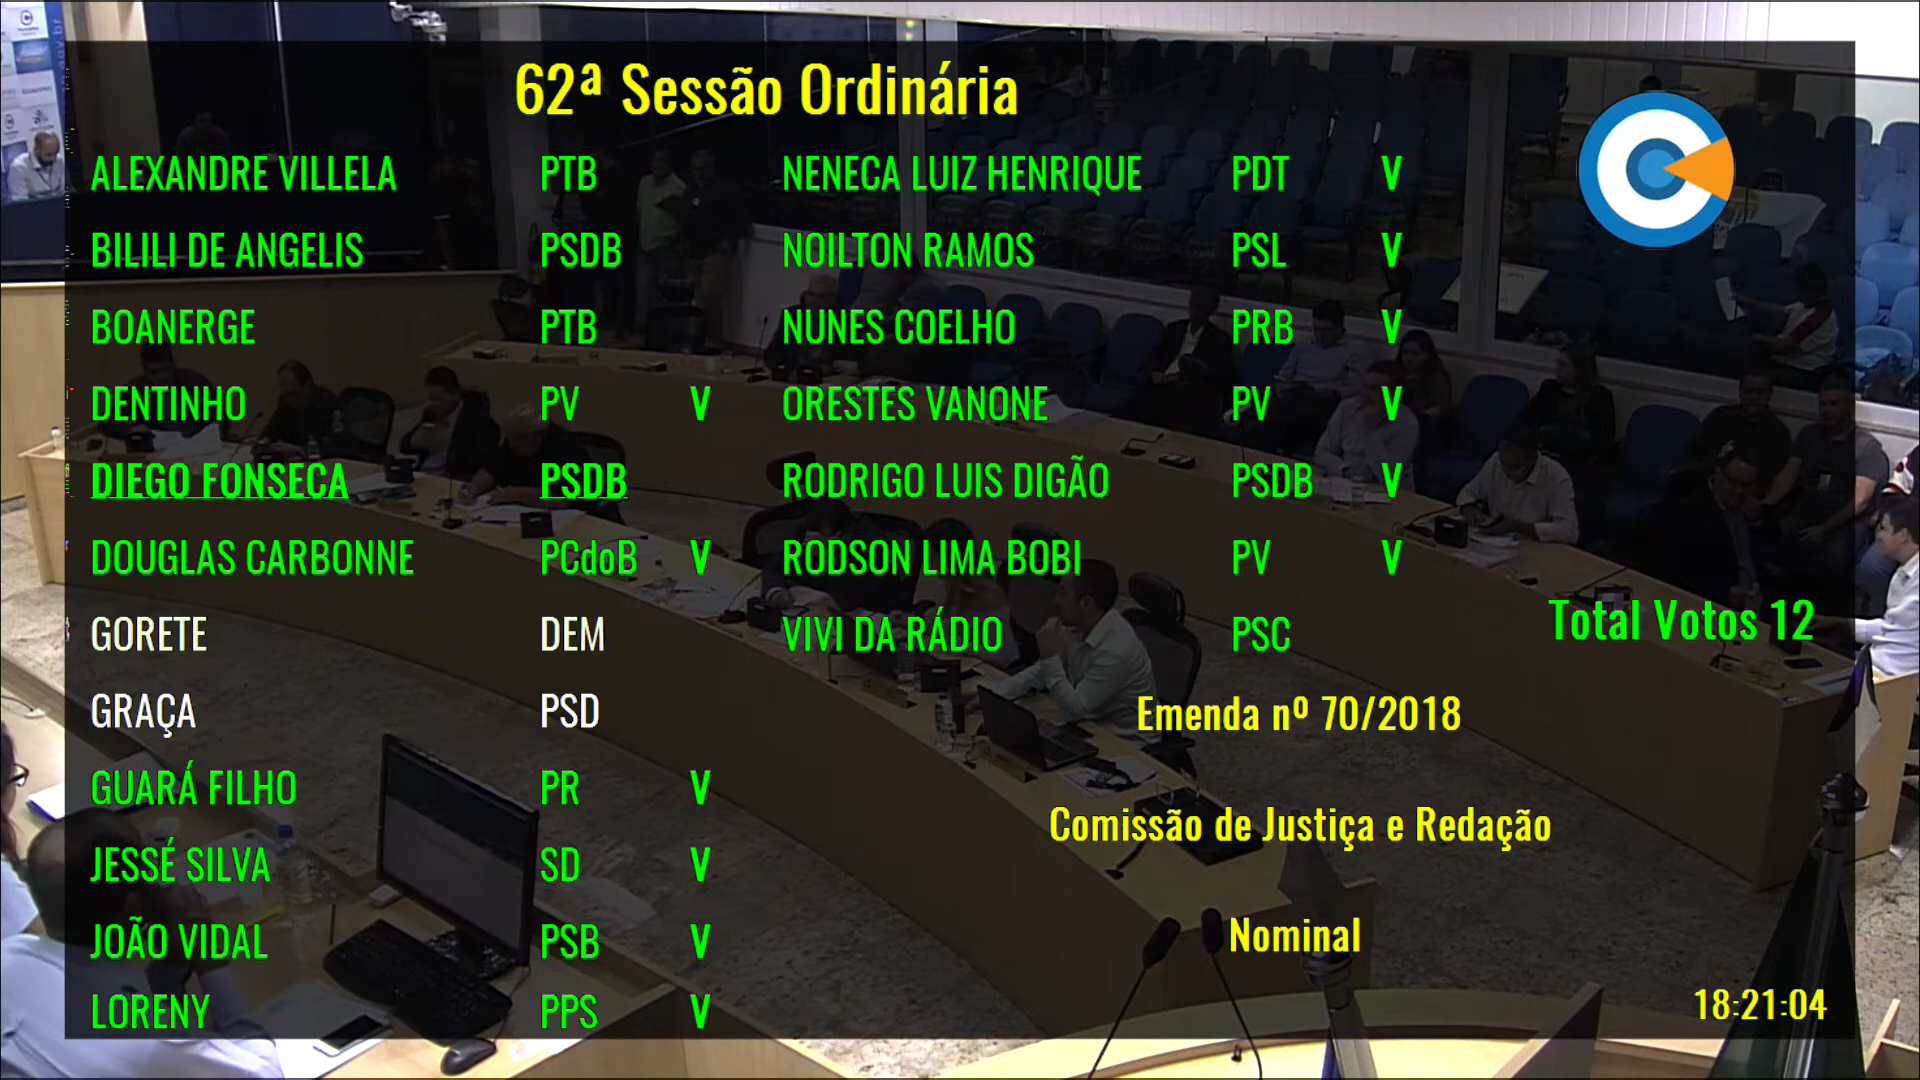 62ª Sessão Ordinária
ALEXANDRE VILLELA PTB
BILILI DE ANGELIS PSDB
BOANERGE PTB
DENTINHO PV V
DIEGO FONSECA PSDB
DOUGLAS CARBONNE PCdoB V
GORETE DEM
GRAÇA PSD
GUARÁ FILHO PR V
JESSÉ SILVA SD V
JOÃO VIDAL PSB V
LORENY PPS V
NENECA LUIZ HENRIQUE PDT V
NOILTON RAMOS PSL V
NUNES COELHO PRB V
ORESTES VANONE PV V
RODRIGO LUIS DIGÃO PSDB V
RODSON LIMA BOBI PV V
VIVI DA RÁDIO PSC
Total Votos 12
Emenda nº 70/2018
Comissão de Justiça e Redação
Nominal
18:21:04